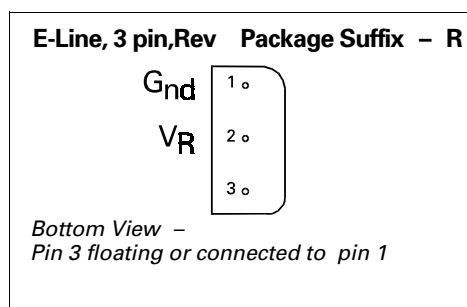 E-Line, 3 pin,Rev Package Suffix – R
Gnd 1
VR 2
3
Bottom View –
Pin 3 floating or connected to pin 1